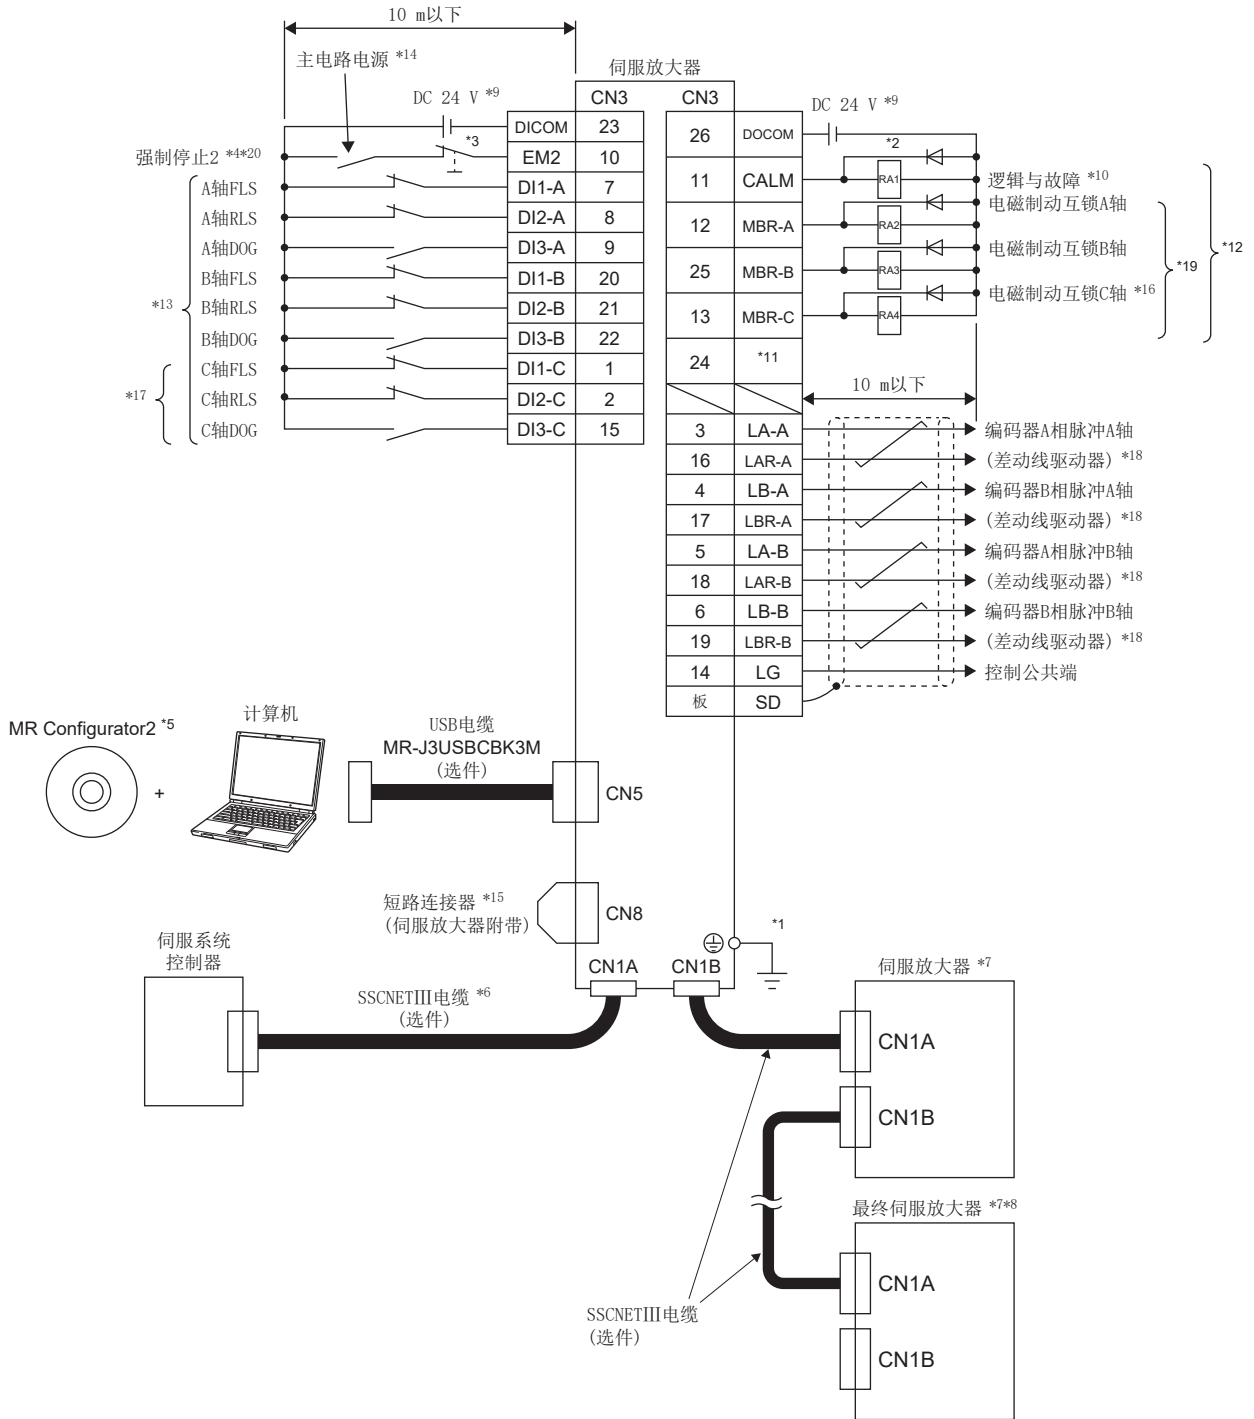 10 m以下
主电路电源 *14
伺服放大器
DC 24 V *9
CN3
CN3
DC 24 V *9
DICOM 23
26 DOCOM
强制停止2 *4*20
*3
EM2 10
*2
A轴FLS
DI1-A 7
11 CALM
RA1
逻辑与故障 *10
A轴RLS
DI2-A 8
12 MBR-A
RA2
电磁制动互锁A轴
A轴DOG
DI3-A 9
25 MBR-B
RA3
电磁制动互锁B轴
B轴FLS
DI1-B 20
13 MBR-C
RA4
电磁制动互锁C轴 *16
*19
*12
*13
B轴RLS
DI2-B 21
B轴DOG
DI3-B 22
24 *11
C轴FLS
DI1-C 1
*17
C轴RLS
DI2-C 2
10 m以下
C轴DOG
DI3-C 15
3 LA-A
编码器A相脉冲A轴
16 LAR-A
(差动线驱动器) *18
4 LB-A
编码器B相脉冲A轴
17 LBR-A
(差动线驱动器) *18
5 LA-B
编码器A相脉冲B轴
18 LAR-B
(差动线驱动器) *18
6 LB-B
编码器B相脉冲B轴
19 LBR-B
(差动线驱动器) *18
14 LG
控制公共端
板 SD
MR Configurator2 *5
+
计算机
USB电缆
MR-J3USBCBK3M
(选件)
CN5
短路连接器 *15
(伺服放大器附带)
CN8
*1
伺服系统
控制器
CN1A
CN1B
SSCNETIII电缆 *6
(选件)
伺服放大器 *7
CN1A
CN1B
最终伺服放大器 *7*8
CN1A
CN1B
SSCNETIII电缆
(选件)